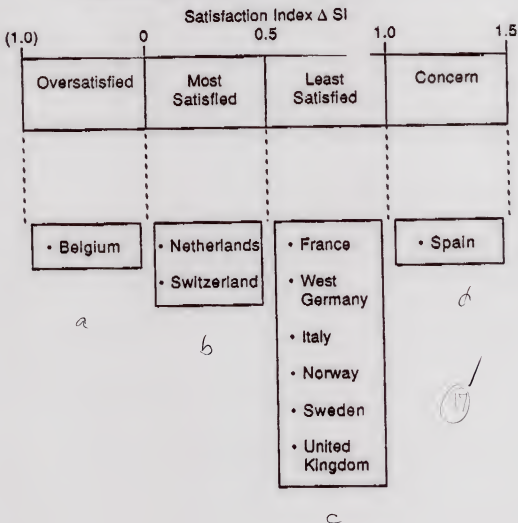 Satisfaction Index Δ SI
(1.0) 0 0.5 1.0 1.5
Oversatisfied Most Satisfied Least Satisfied Concern
• Belgium
a
• Netherlands
• Switzerland
b
• France
• West
Germany
• Italy
• Norway
• Sweden
• United
Kingdom
c
• Spain
d
17